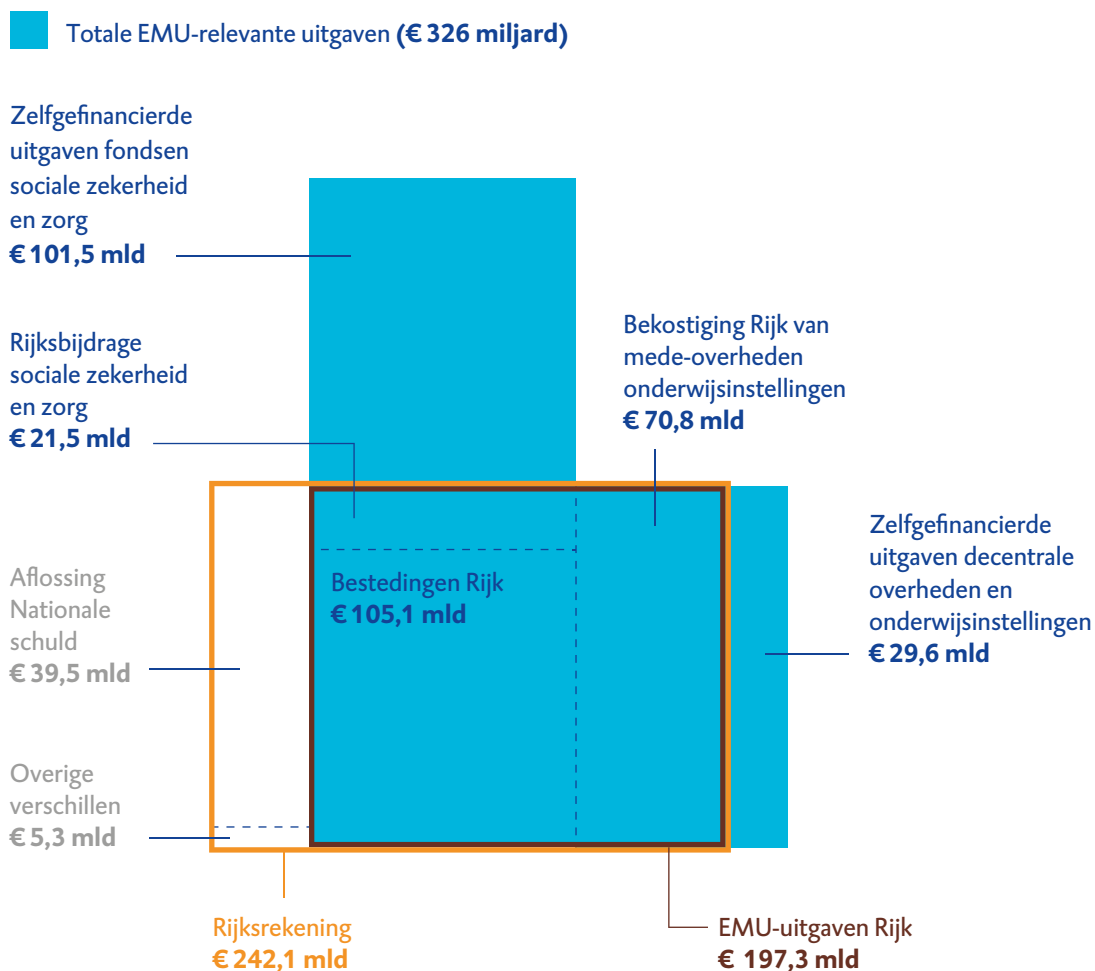 Totale EMU-relevante uitgaven (€ 326 miljard)
Zelfgefinancierde
uitgaven fondsen
sociale zekerheid
en zorg
€ 101,5 mld
Rijksbijdrage
sociale zekerheid
en zorg
€ 21,5 mld
Bekostiging Rijk van
mede-overheden
onderwijsinstellingen
€ 70,8 mld
Zelfgefinancierde
uitgaven decentrale
overheden en
onderwijsinstellingen
€ 29,6 mld
Aflossing
Nationale
schuld
€ 39,5 mld
Bestedingen Rijk
€ 105,1 mld
Overige
verschillen
€ 5,3 mld
Rijksrekening
€ 242,1 mld
EMU-uitgaven Rijk
€ 197,3 mld